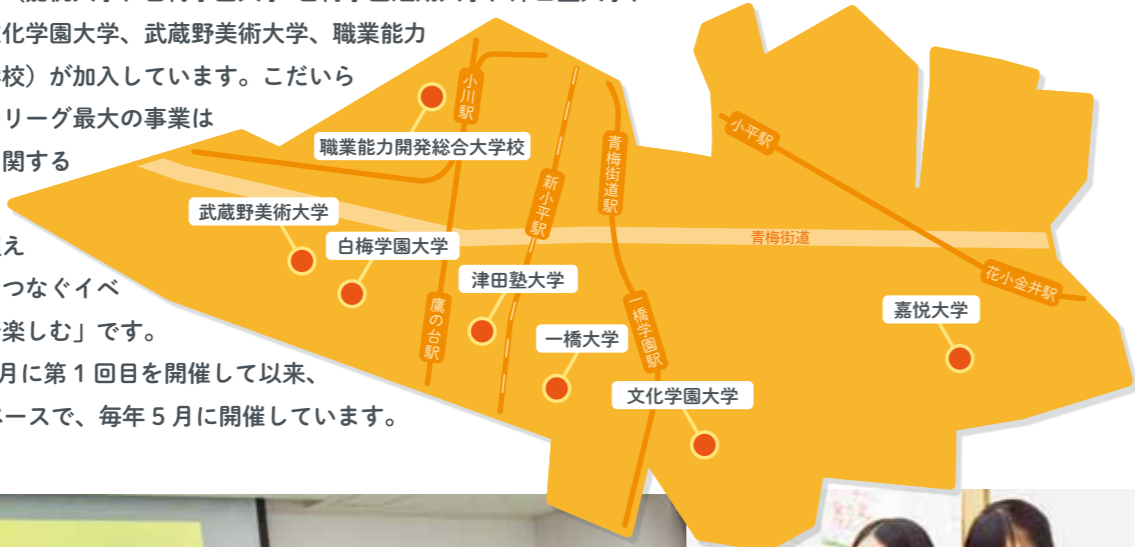 化学園大学、武蔵野美術大学、職業能力
校）が加入しています。こだいら
リーグ最大の事業は
関する
え
つなぐイベ
楽しむ」です。
月に第１回目を開催して以来、
ースで、毎年５月に開催しています。
小川駅
職業能力開発総合大学校
青梅街道駅
小平駅
新小平駅
武蔵野美術大学
白梅学園大学
青梅街道
津田塾大学
花小金井駅
鷹の台駅
一橋学園駅
嘉悦大学
一橋大学
文化学園大学